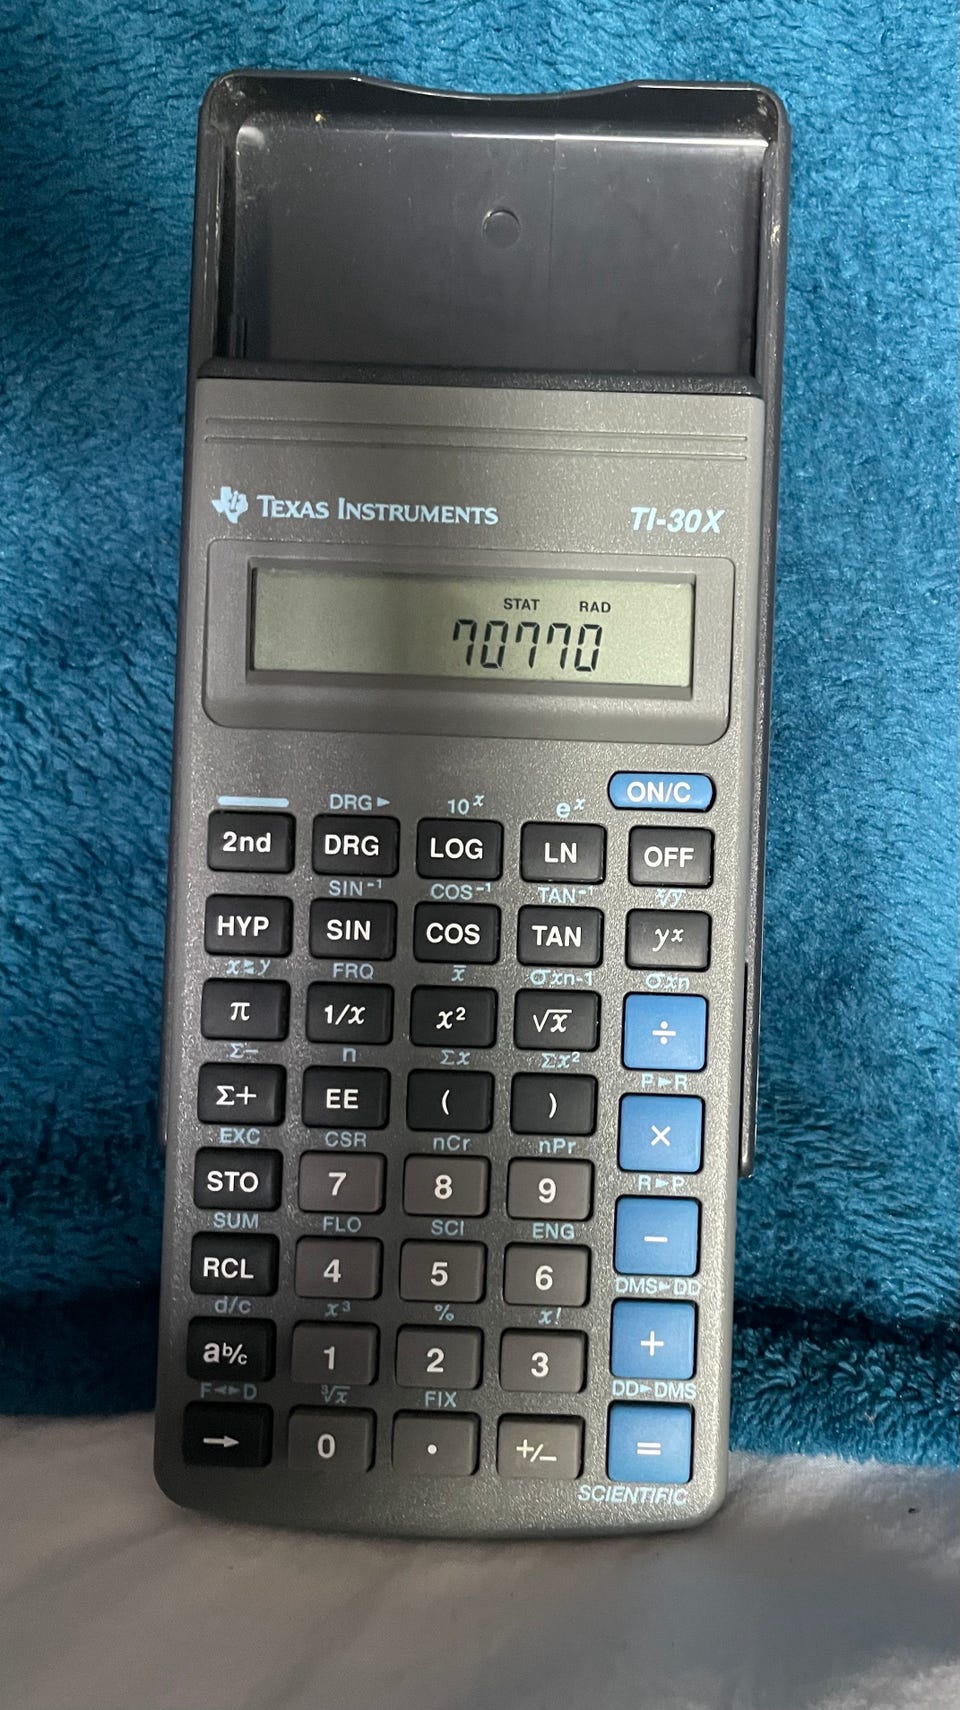 TEXAS INSTRUMENTS TI-30X
STAT RAD
70770
ON/C
DRG► 10ˣ eˣ
2nd DRG LOG LN OFF
SIN⁻¹ COS⁻¹ TAN⁻¹ ˣ√y
HYP SIN COS TAN yˣ
x⇄y FRQ x̄ σxn-1 σxn
π 1/x x² √x ÷
Σ- n Σx Σx² P►R
Σ+ EE ( ) ×
EXC CSR nCr nPr R►P
STO 7 8 9 −
SUM FLO SCI ENG DMS►DD
RCL 4 5 6 +
d/c x³ % x! DD►DMS
ab/c 1 2 3 =
F◄►D ³√x FIX
→ 0 . +/−
SCIENTIFIC